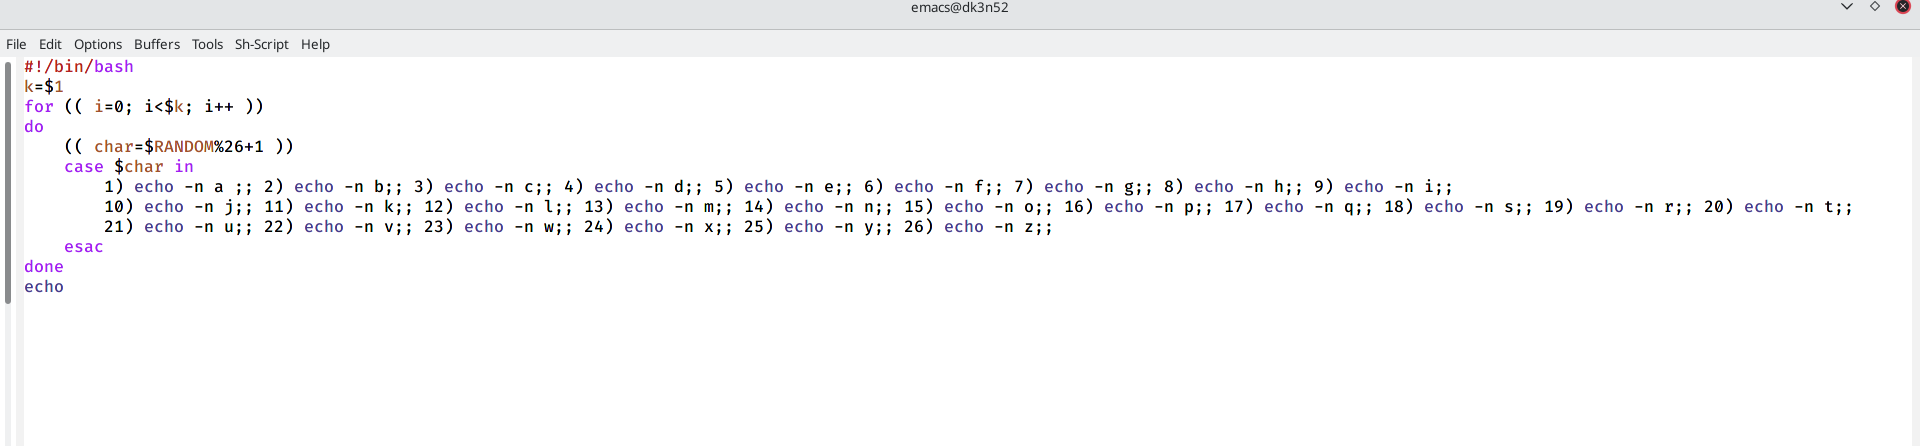 emacs@dk3n52
File Edit Options Buffers Tools Sh-Script Help
#!/bin/bash
k=$1
for (( i=0; i<$k; i++ ))
do
    (( char=$RANDOM%26+1 ))
    case $char in
        1) echo -n a ;; 2) echo -n b;; 3) echo -n c;; 4) echo -n d;; 5) echo -n e;; 6) echo -n f;; 7) echo -n g;; 8) echo -n h;; 9) echo -n i;;
        10) echo -n j;; 11) echo -n k;; 12) echo -n l;; 13) echo -n m;; 14) echo -n n;; 15) echo -n o;; 16) echo -n p;; 17) echo -n q;; 18) echo -n s;; 19) echo -n r;; 20) echo -n t;;
        21) echo -n u;; 22) echo -n v;; 23) echo -n w;; 24) echo -n x;; 25) echo -n y;; 26) echo -n z;;
    esac
done
echo